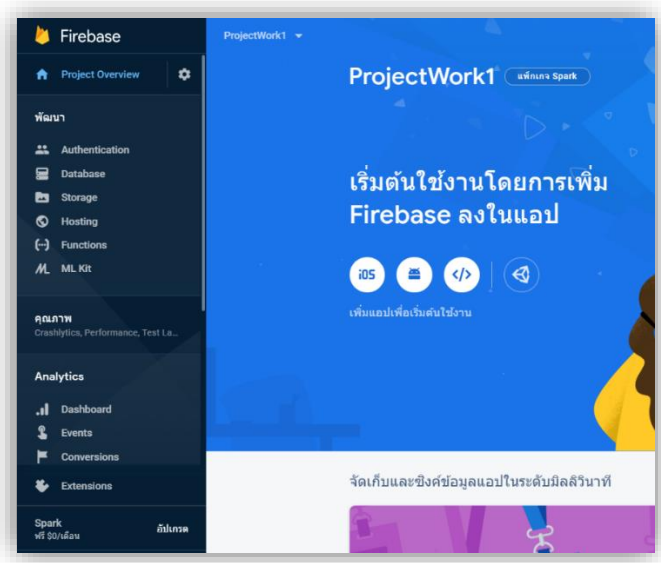 Firebase
ProjectWork1
Project Overview
พัฒนา
Authentication
Database
Storage
Hosting
Functions
ML Kit
คุณภาพ
Crashlytics, Performance, Test La...
Analytics
Dashboard
Events
Conversions
Extensions
Spark
ฟรี $0/เดือน
อัปเกรด
ProjectWork1
แพ็กเกจ Spark
เริ่มต้นใช้งานโดยการเพิ่ม
Firebase ลงในแอป
iOS
เพิ่มแอปเพื่อเริ่มต้นใช้งาน
จัดเก็บและซิงค์ข้อมูลแอปในระดับมิลลิวินาที